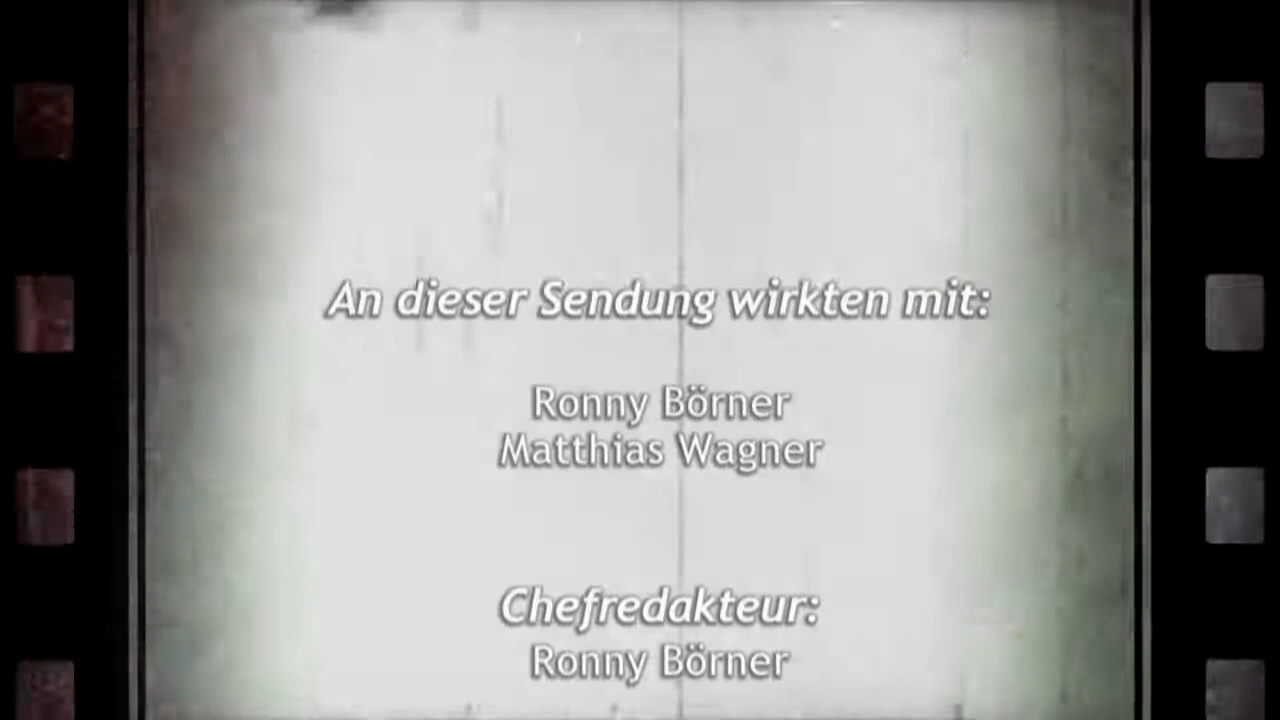 An dieser Sendung wirkten mit:
Ronny Börner
Matthias Wagner
Chefredakteur:
Ronny Börner